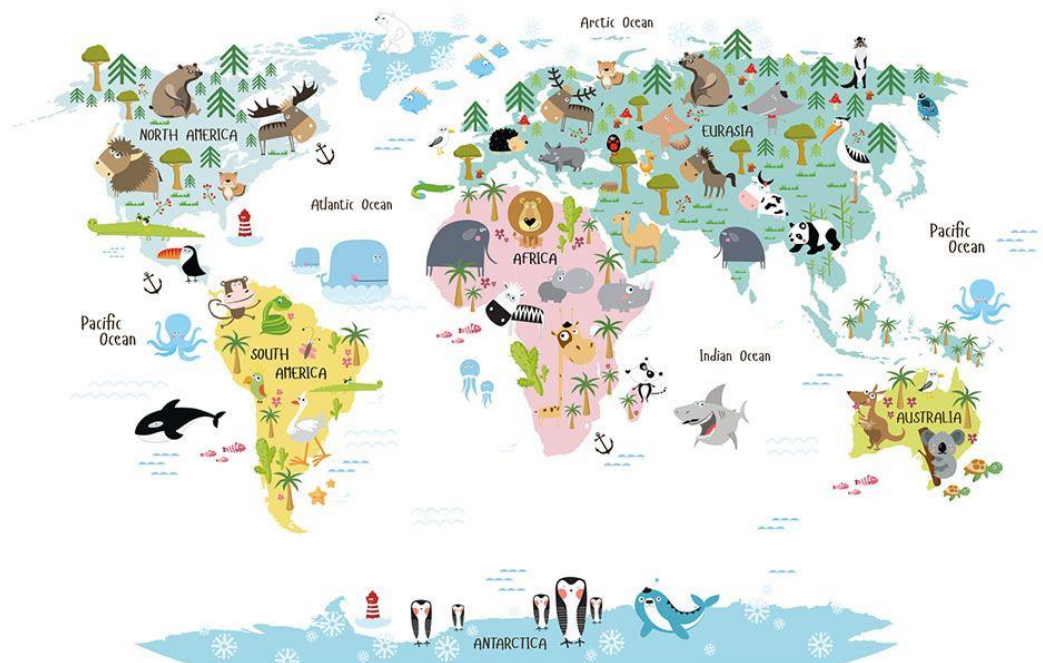 Arctic Ocean
NORTH AMERICA
EURASIA
Atlantic Ocean
Pacific
Ocean
AFRICA
Pacific
Ocean
SOUTH
AMERICA
Indian Ocean
AUSTRALIA
ANTARCTICA